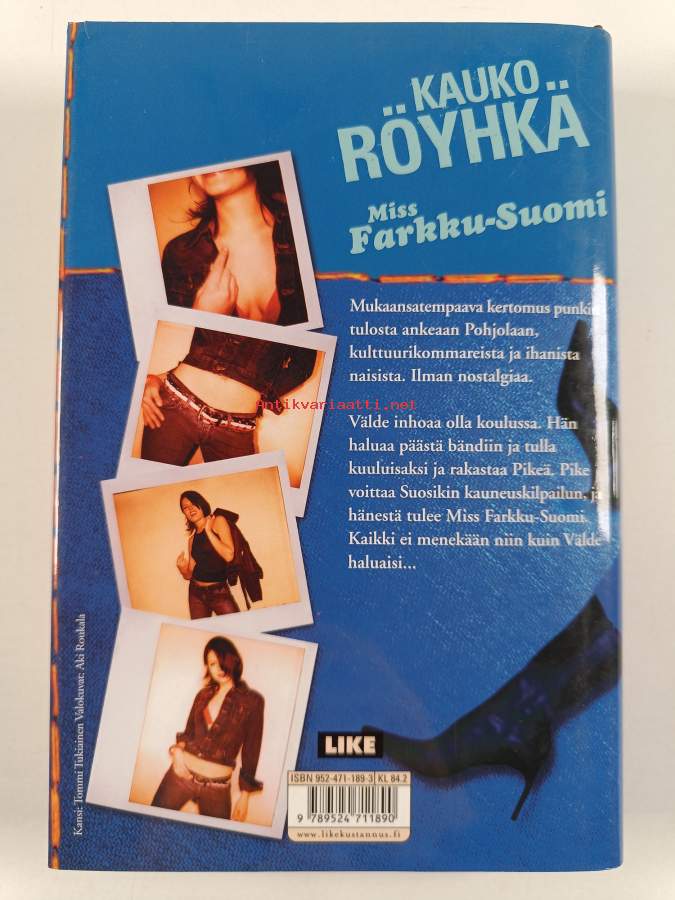 KAUKO
RÖYHKÄ
Miss
Farkku-Suomi
Mukaansatempaava kertomus punkin
tulosta ankeaan Pohjolaan,
kulttuurikommareista ja ihanista
naisista. Ilman nostalgiaa.
Välde inhoaa olla koulussa. Hän
haluaa päästä bändiin ja tulla
kuuluisaksi ja rakastaa Pikeä. Pike
voittaa Suosikin kauneuskilpailun, ja
hänestä tulee Miss Farkku-Suomi.
Kaikki ei menekään niin kuin Välde
haluaisi...
Antikvariaatti.net
Kansi: Tommi Tukiainen Valokuvat: Aki Roukala
LIKE
ISBN 952-471-189-3 KL 84.2
9 789524 711890
www.likekustannus.fi